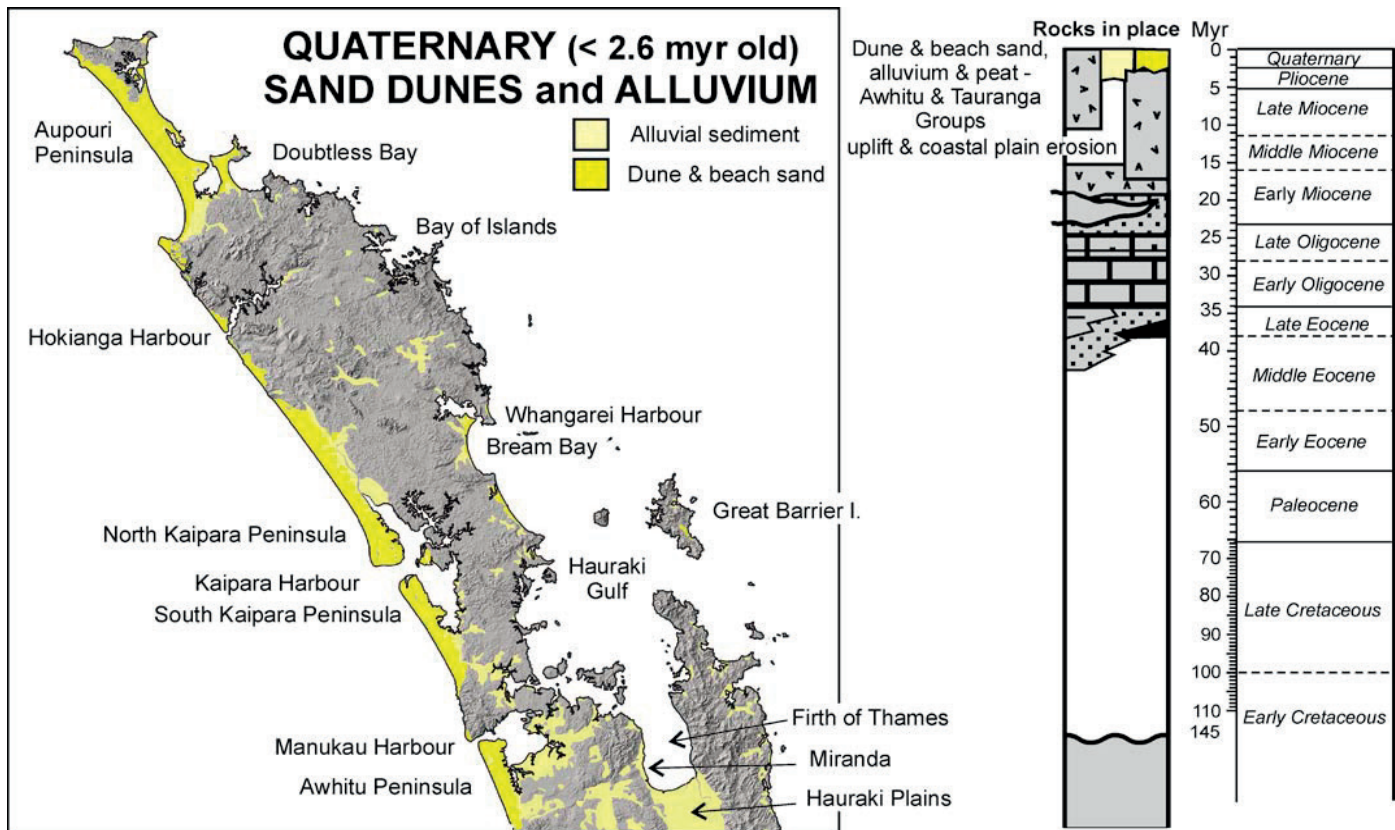 QUATERNARY (< 2.6 myr old)
SAND DUNES and ALLUVIUM
Alluvial sediment
Dune & beach sand
Aupouri
Peninsula
Doubtless Bay
Bay of Islands
Hokianga Harbour
Whangarei Harbour
Bream Bay
Great Barrier I.
North Kaipara Peninsula
Hauraki
Gulf
Kaipara Harbour
South Kaipara Peninsula
Firth of Thames
Manukau Harbour
Miranda
Awhitu Peninsula
Hauraki Plains
Rocks in place
Myr
Dune & beach sand,
alluvium & peat -
Awhitu & Tauranga
Groups
uplift & coastal plain erosion
0
5
10
15
20
25
30
35
40
50
60
70
80
90
100
110
145
Quaternary
Pliocene
Late Miocene
Middle Miocene
Early Miocene
Late Oligocene
Early Oligocene
Late Eocene
Middle Eocene
Early Eocene
Paleocene
Late Cretaceous
Early Cretaceous